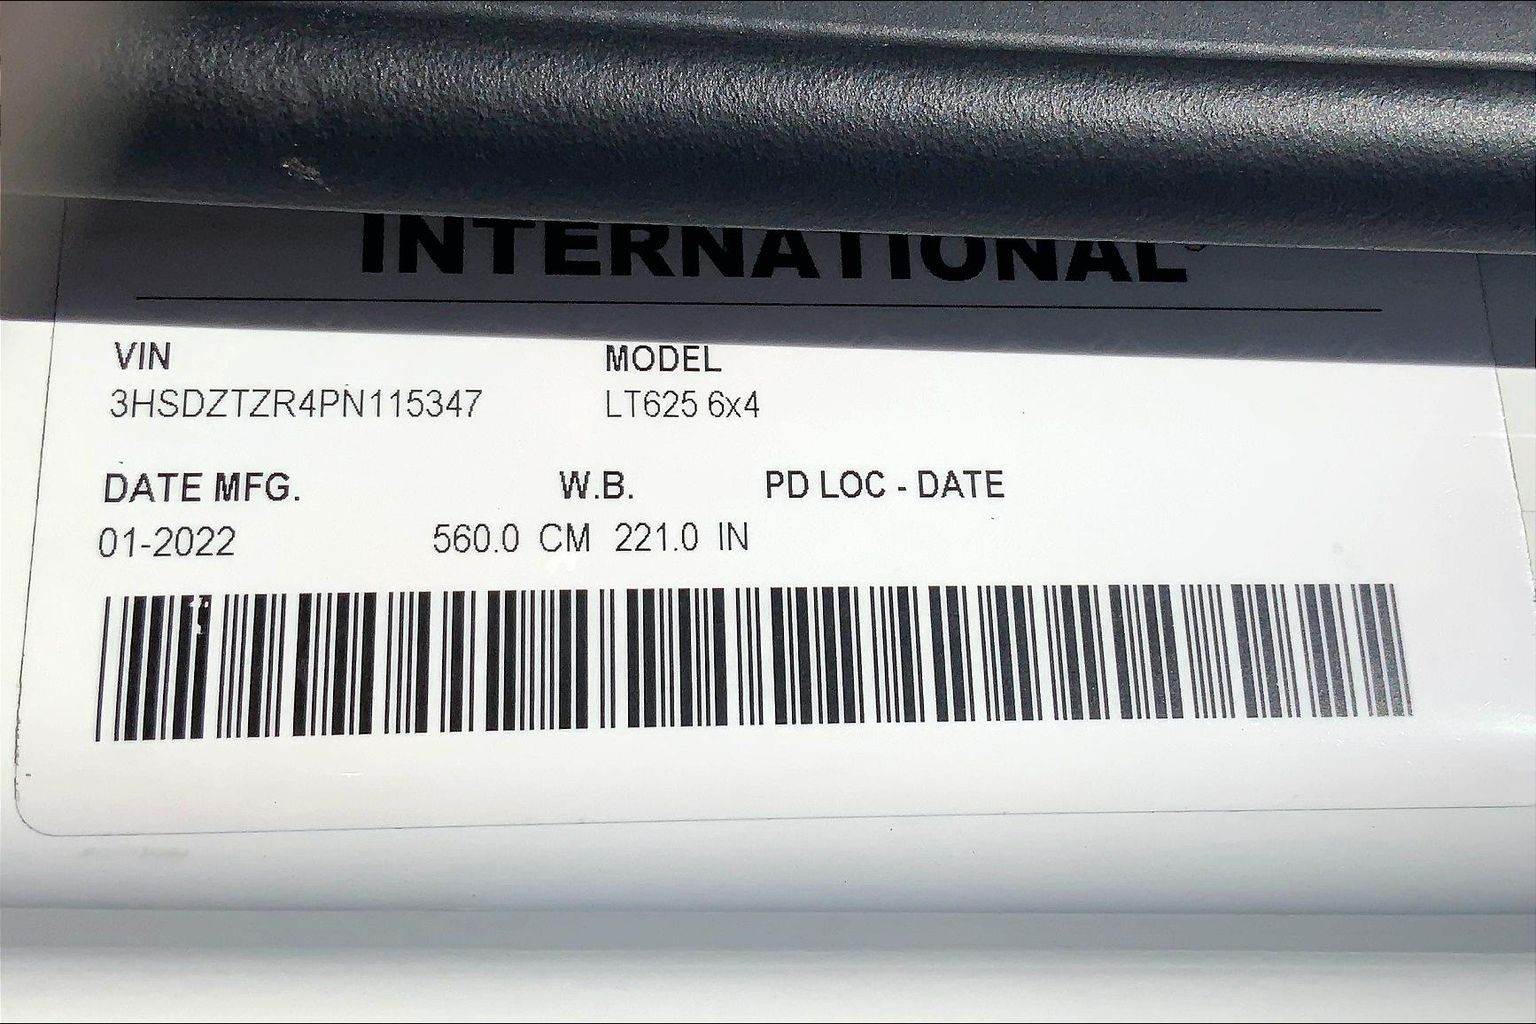 INTERNATIONAL
VIN MODEL
3HSDZTZR4PN115347 LT625 6x4
DATE MFG. W.B. PD LOC - DATE
01-2022 560.0 CM 221.0 IN